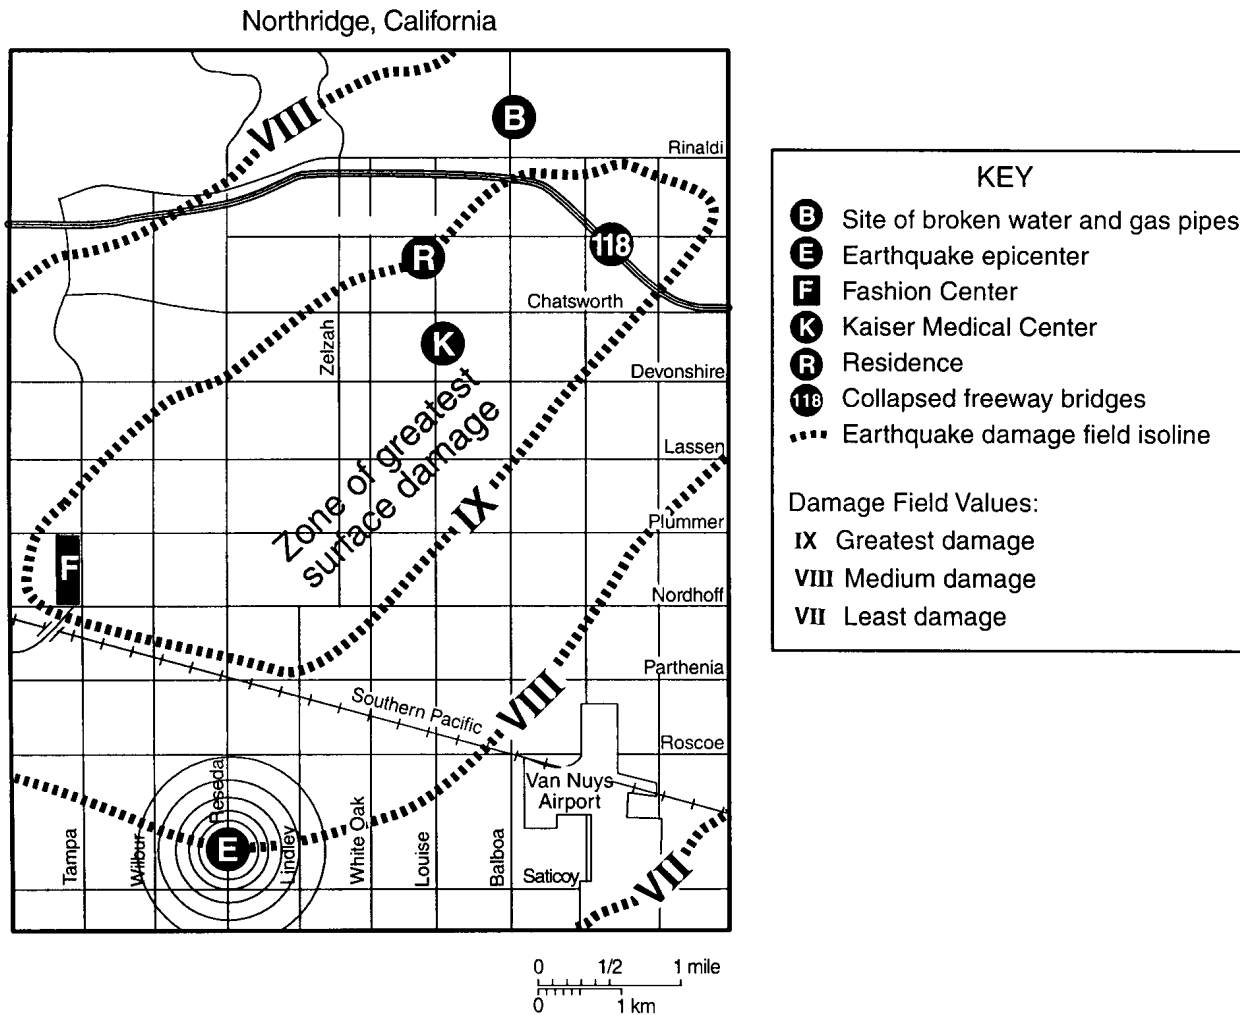 Northridge, California
VIII
B
Rinaldi
R
118
Chatsworth
Zelzah
K
Devonshire
Zone of greatest
surface damage
Lassen
IX
Plummer
F
Nordhoff
Parthenia
Southern Pacific
VIII
Roscoe
Van Nuys
Airport
Reseda
E
Tampa
Wilbur
Lindley
White Oak
Louise
Balboa
Saticoy
VII
0 1/2 1 mile
0 1 km
KEY
B Site of broken water and gas pipes
E Earthquake epicenter
F Fashion Center
K Kaiser Medical Center
R Residence
118 Collapsed freeway bridges
Earthquake damage field isoline
Damage Field Values:
IX Greatest damage
VIII Medium damage
VII Least damage